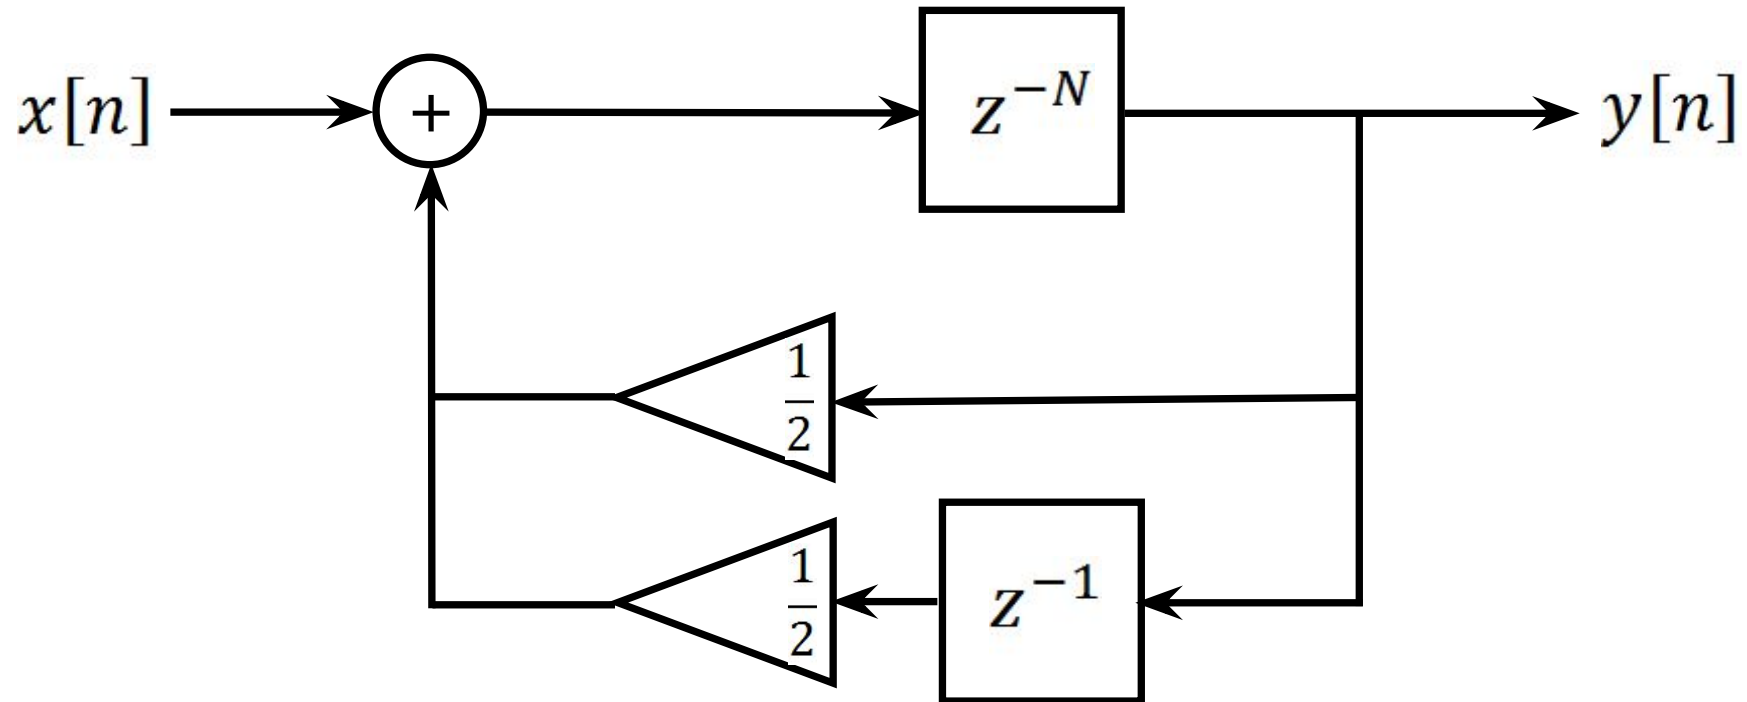 x[n]
+
z^{-N}
y[n]
1/2
1/2
z^{-1}